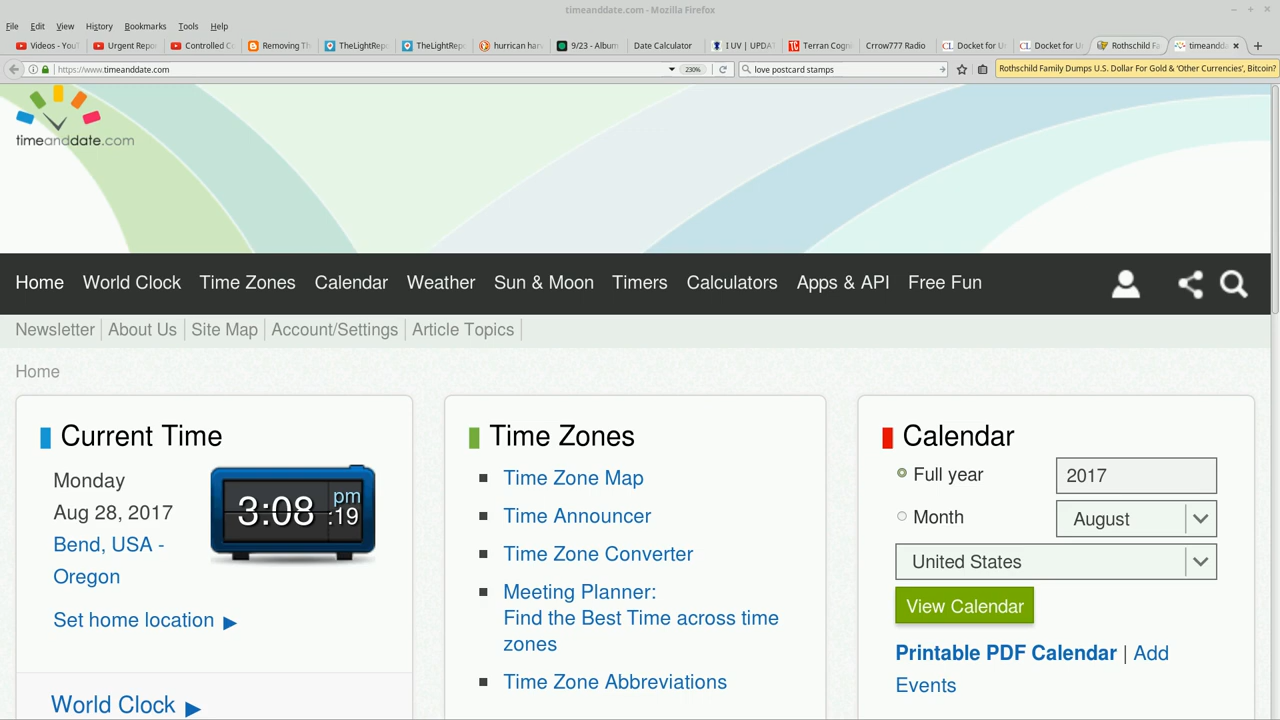 timeanddate.com - Mozilla Firefox
File Edit View History Bookmarks Tools Help
Videos - You Urgent Repo Controlled C Removing Th TheLightRep TheLightRep hurrican har 9/23 - Album Date Calculator I UV | UPDA Terran Cogn Crrow777 Radio Docket for U Docket for U Rothschild Fa timeandd
https://www.timeanddate.com 230% love postcard stamps
Rothschild Family Dumps U.S. Dollar For Gold & 'Other Currencies', Bitcoin?
timeanddate.com
Home World Clock Time Zones Calendar Weather Sun & Moon Timers Calculators Apps & API Free Fun
Newsletter About Us Site Map Account/Settings Article Topics
Home
Current Time
Monday
Aug 28, 2017
Bend, USA -
Oregon
3:08 pm :19
Set home location
World Clock
Time Zones
Time Zone Map
Time Announcer
Time Zone Converter
Meeting Planner:
Find the Best Time across time
zones
Time Zone Abbreviations
Calendar
Full year 2017
Month August
United States
View Calendar
Printable PDF Calendar | Add
Events